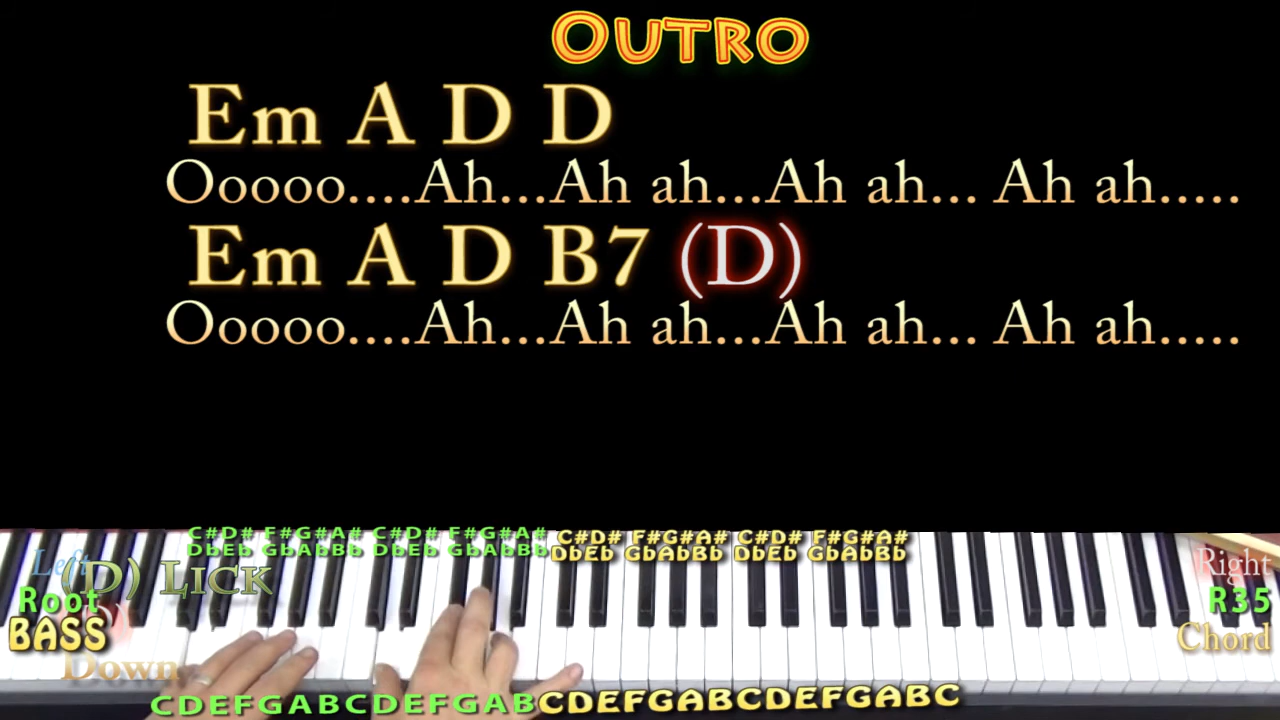 OUTRO
Em A D D
Ooooo....Ah...Ah ah...Ah ah... Ah ah.....
Em A D B7 (D)
Ooooo....Ah...Ah ah...Ah ah... Ah ah.....
C#D# F#G#A# C#D# F#G#A# C#D# F#G#A# C#D# F#G#A#
DbEb GbAbBb DbEb GbAbBb DbEb GbAbBb DbEb GbAbBb
Left
(D) LICK
Root
BASS
Down
Right
R35
Chord
CDEFGABCDEFGABCDEFGABCDEFGABC